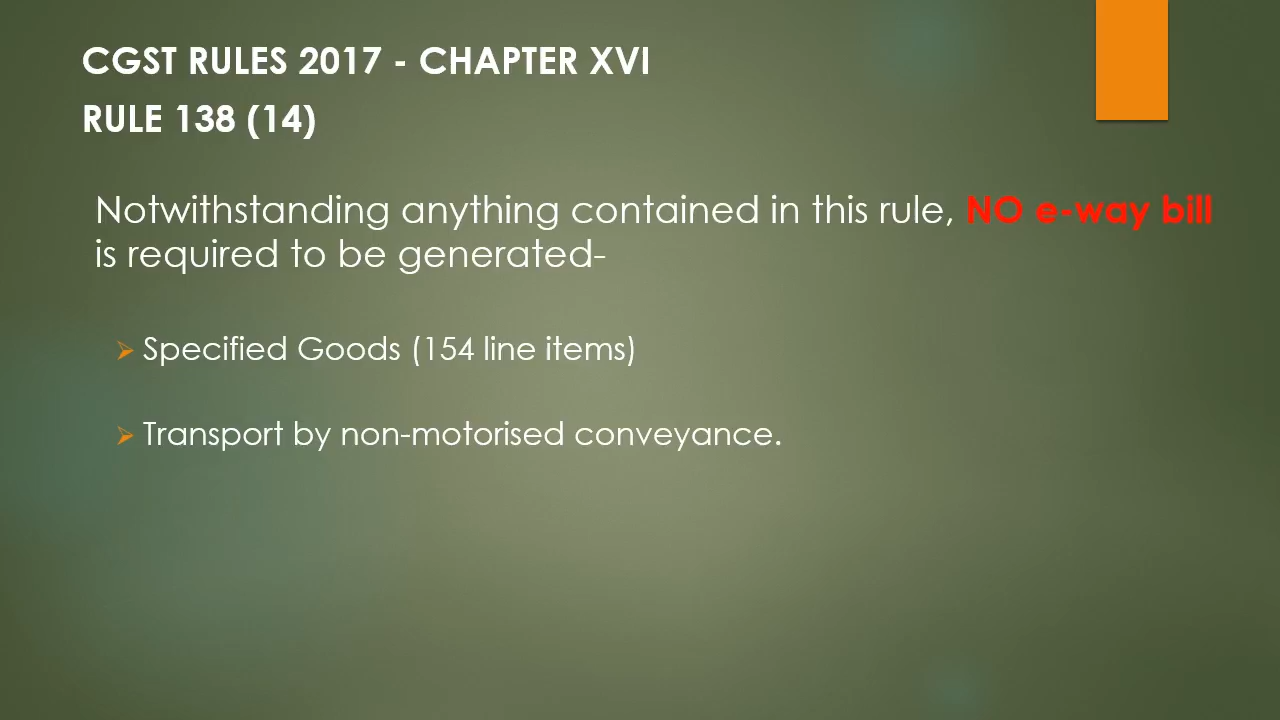 CGST RULES 2017 - CHAPTER XVI
RULE 138 (14)
Notwithstanding anything contained in this rule, NO e-way bill
is required to be generated-
Specified Goods (154 line items)
Transport by non-motorised conveyance.